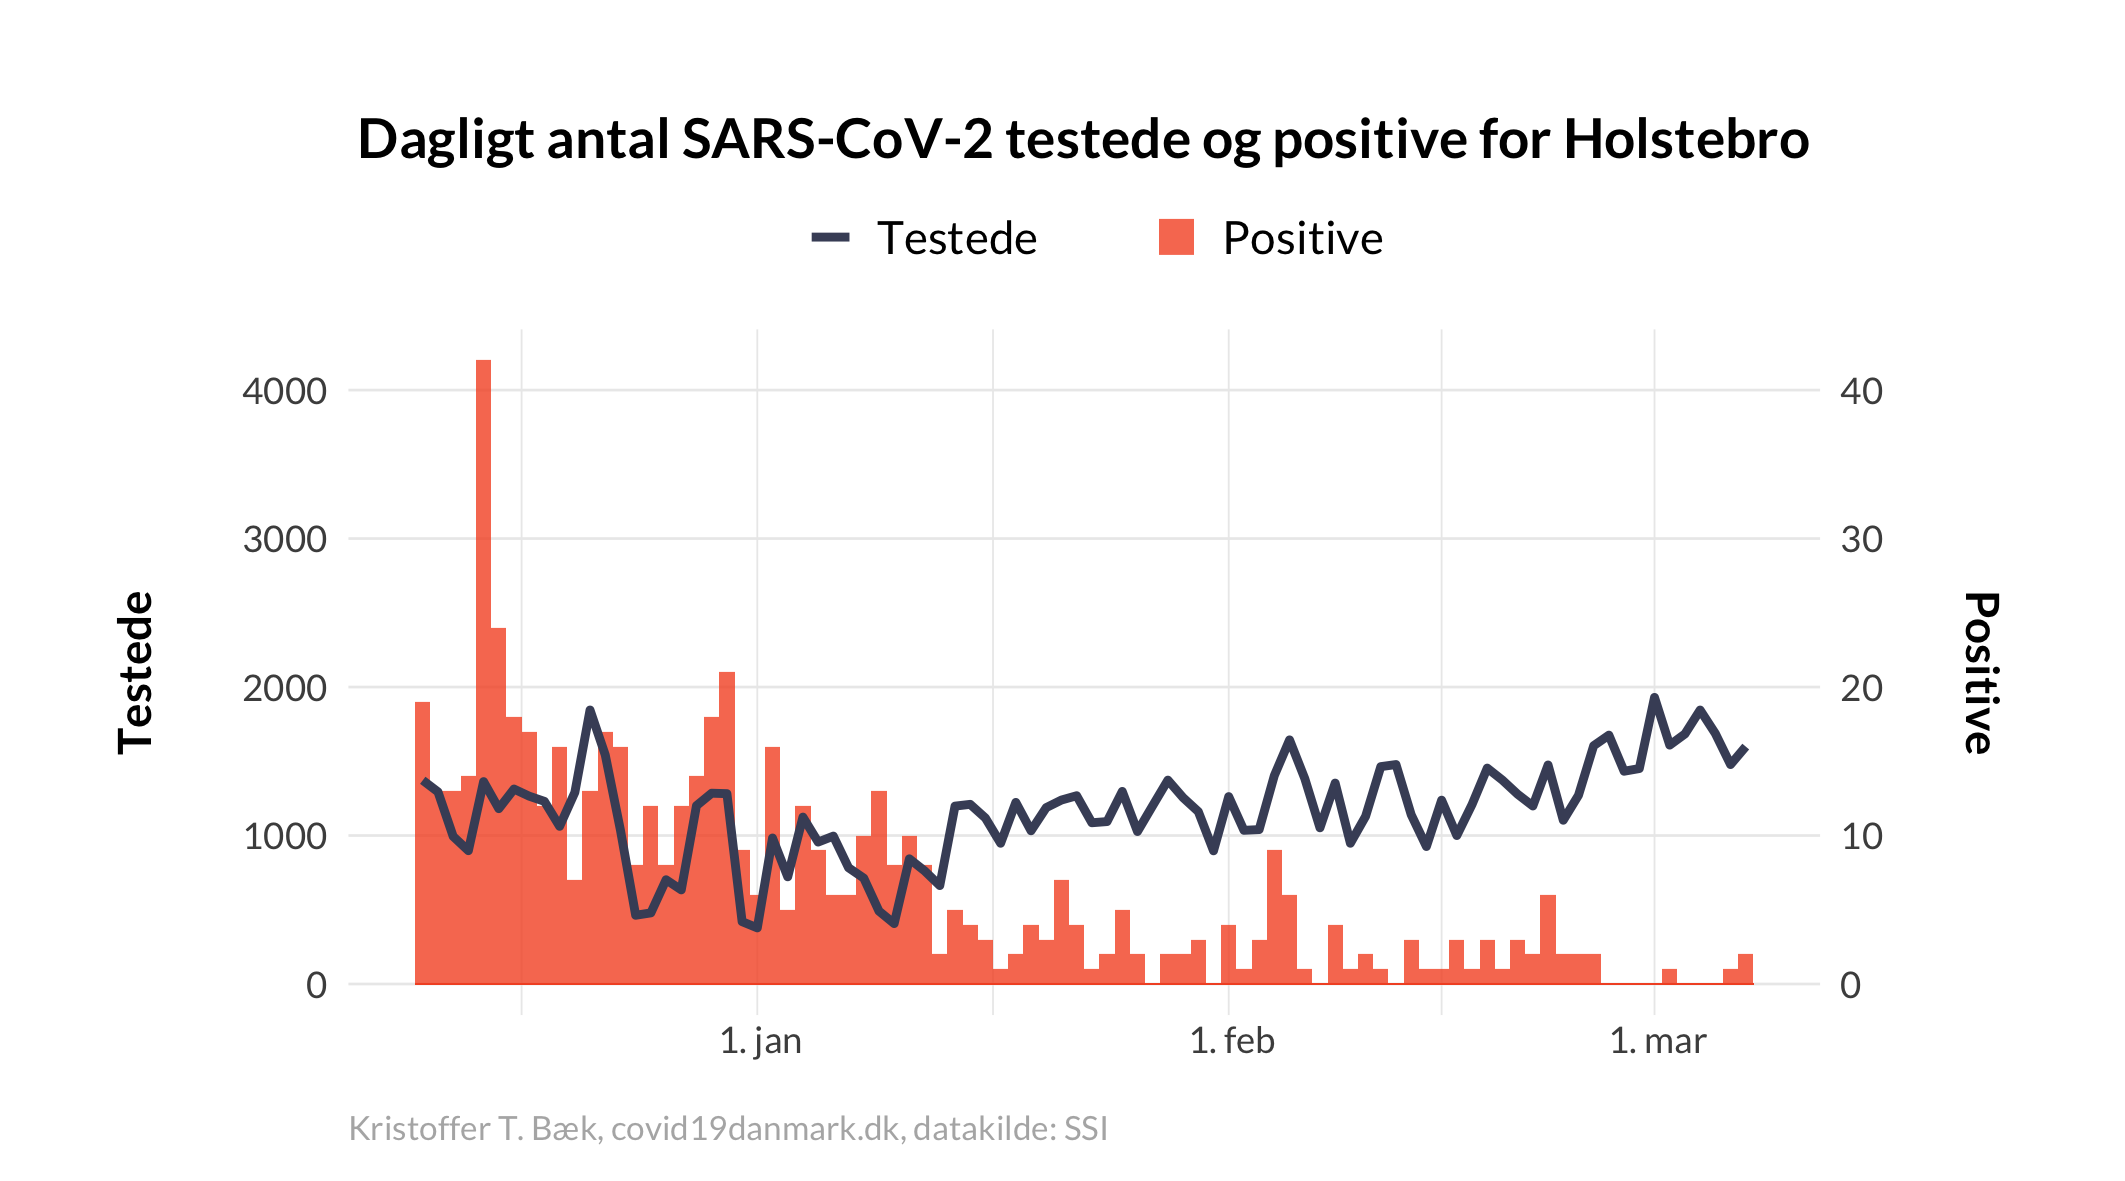 Dagligt antal SARS-CoV-2 testede og positive for Holstebro
Testede
Positive
4000
3000
2000
1000
0
40
30
20
10
0
Testede
Positive
1. jan
1. feb
1. mar
Kristoffer T. Bæk, covid19danmark.dk, datakilde: SSI